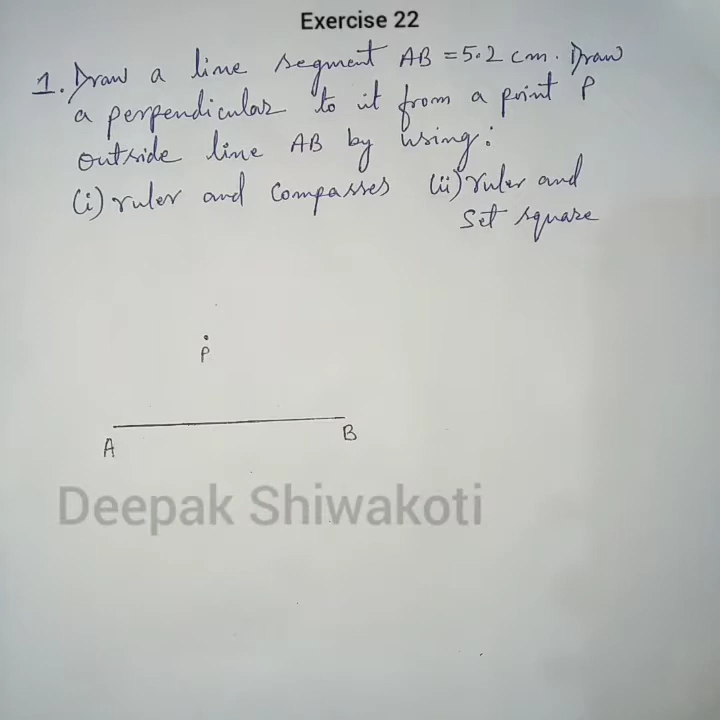 Exercise 22
1. Draw a line segment AB = 5.2 cm. Draw
a perpendicular to it from a point P
outside line AB by using:
(i) ruler and compasses (ii) ruler and
set square
P
A
B
Deepak Shiwakoti